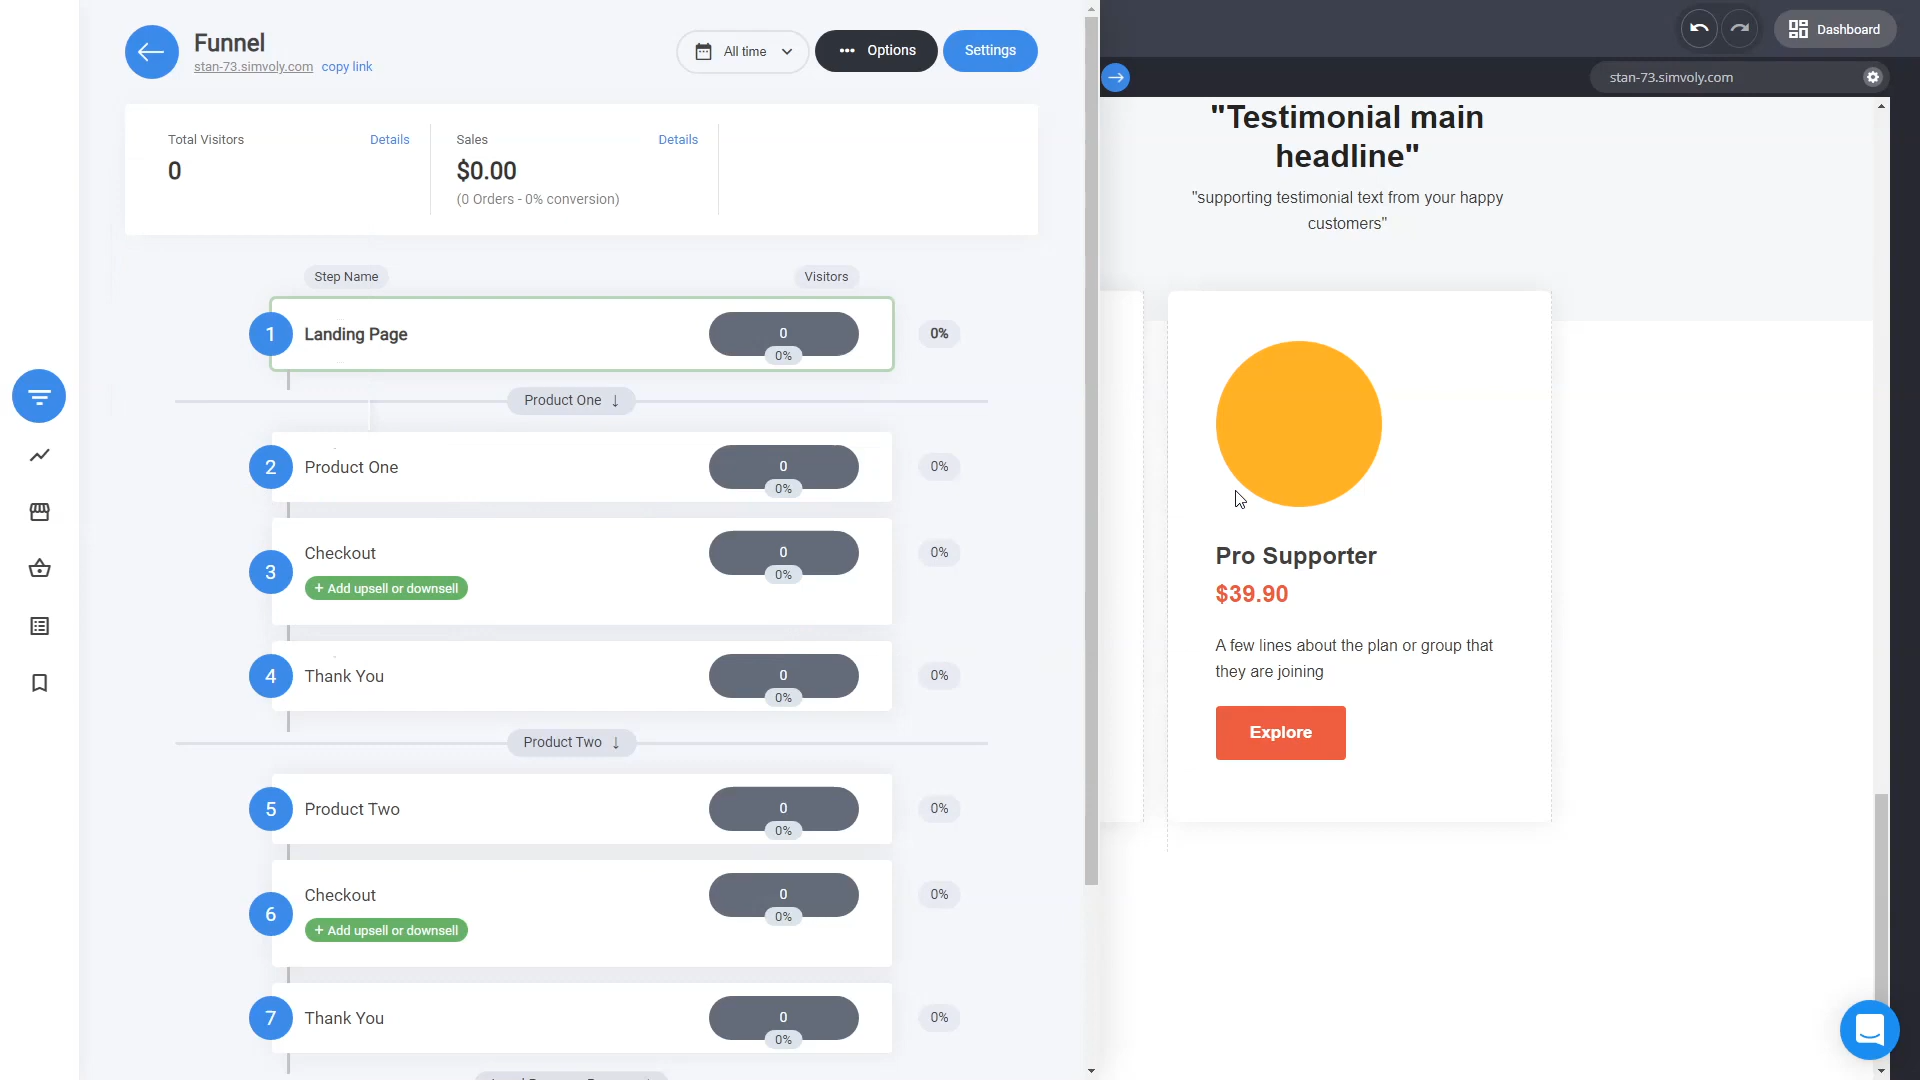 Funnel
stan-73.simvoly.com copy link
All time
Options
Settings
Total Visitors Details
0
Sales Details
$0.00
(0 Orders - 0% conversion)
Step Name Visitors
1 Landing Page 0 0%
0%
Product One ↓
2 Product One 0 0%
0%
3 Checkout 0 0%
0%
+ Add upsell or downsell
4 Thank You 0 0%
0%
Product Two ↓
5 Product Two 0 0%
0%
6 Checkout 0 0%
0%
+ Add upsell or downsell
7 Thank You 0 0%
0%
Dashboard
stan-73.simvoly.com
"Testimonial main
headline"
"supporting testimonial text from your happy
customers"
Pro Supporter
$39.90
A few lines about the plan or group that
they are joining
Explore